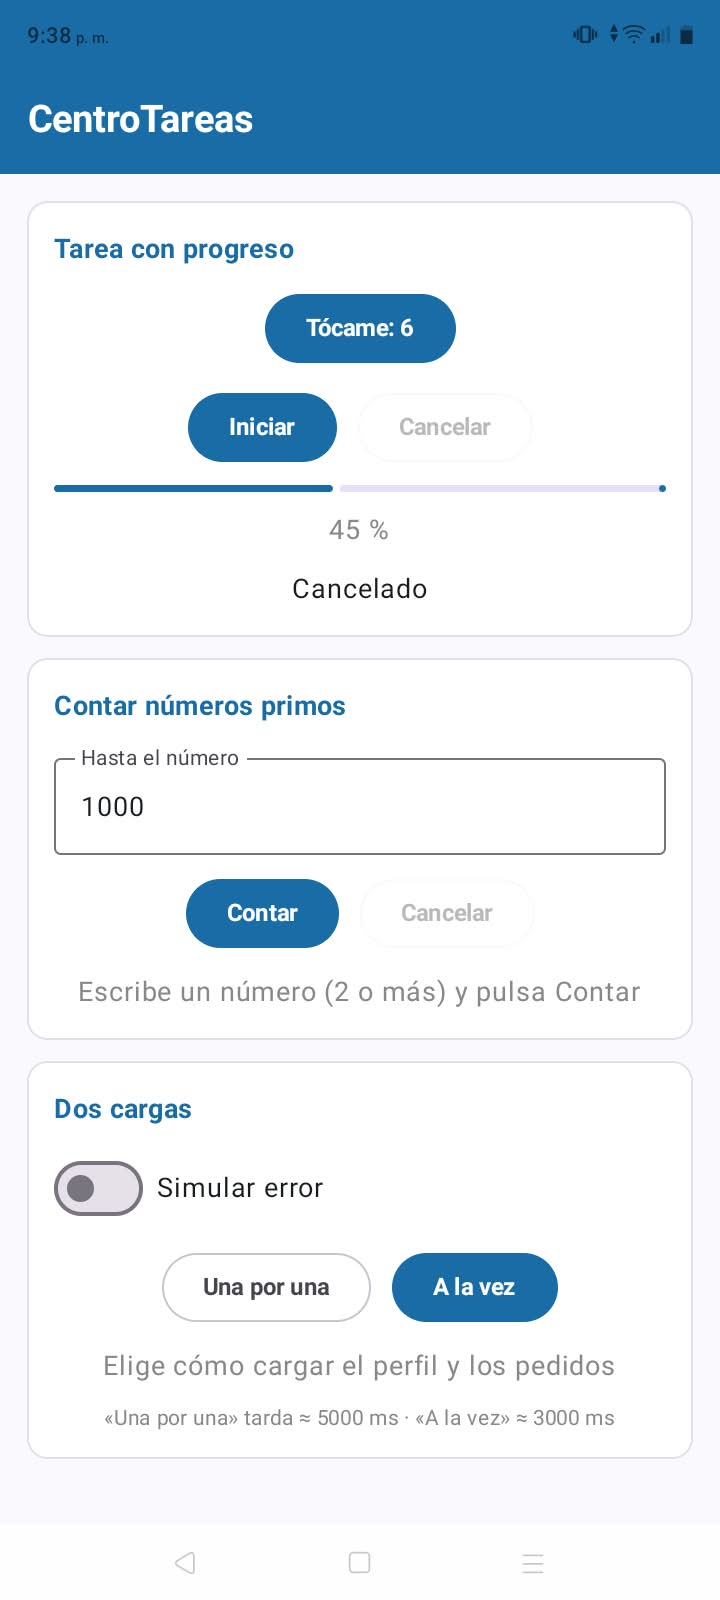 9:38 p. m.
CentroTareas
Tarea con progreso
Tócame: 6
Iniciar
Cancelar
45 %
Cancelado
Contar números primos
Hasta el número
1000
Contar
Cancelar
Escribe un número (2 o más) y pulsa Contar
Dos cargas
Simular error
Una por una
A la vez
Elige cómo cargar el perfil y los pedidos
«Una por una» tarda ≈ 5000 ms · «A la vez» ≈ 3000 ms